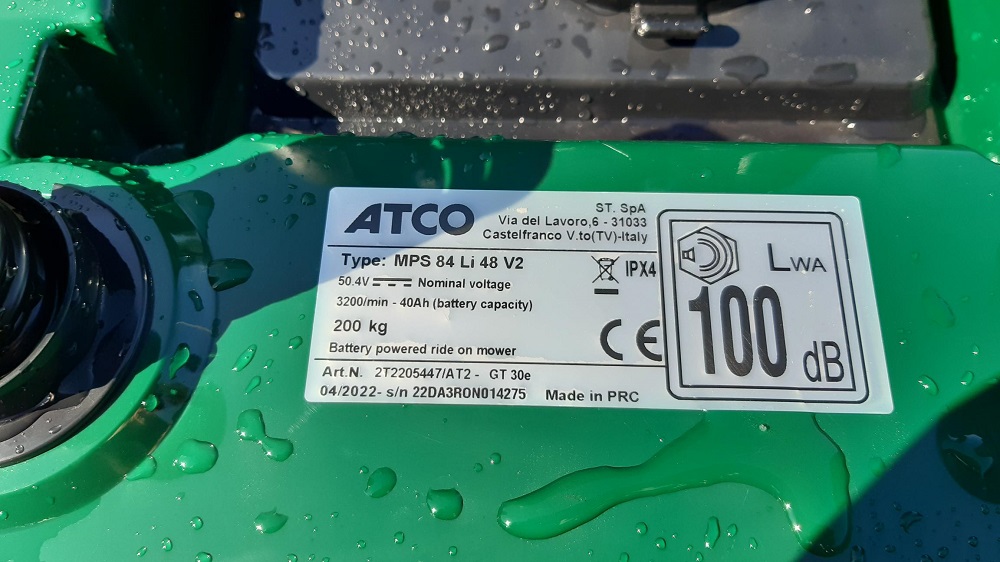 ATCO
ST. SpA
Via del Lavoro,6 - 31033
Castelfranco V.to(TV)-Italy
Type: MPS 84 Li 48 V2
50.4V Nominal voltage
IPX4
3200/min - 40Ah (battery capacity)
200 kg
CE
Battery powered ride on mower
Art.N. 2T2205447/AT2 - GT 30e
04/2022- s/n 22DA3RON014275 Made in PRC
LWA
100 dB